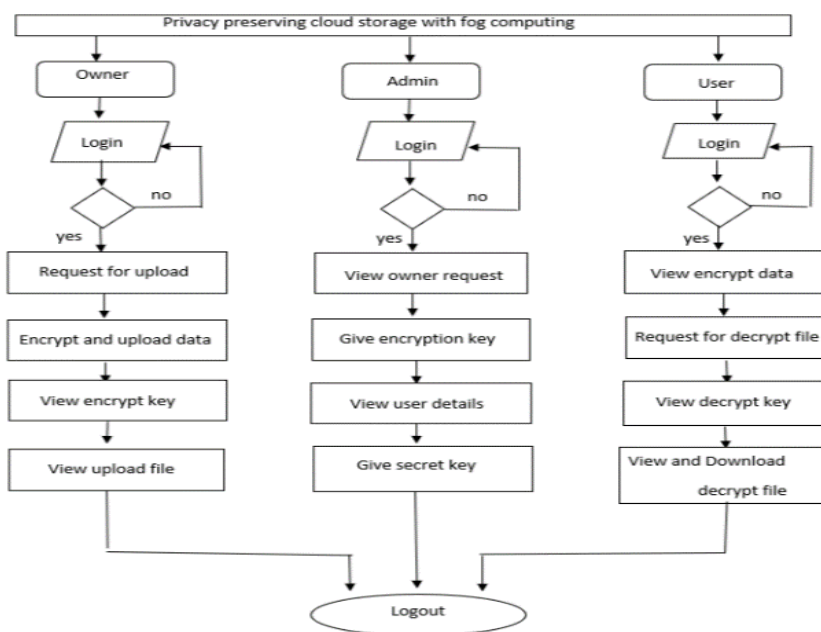 Privacy preserving cloud storage with fog computing
Owner
Admin
User
Login
Login
Login
no
no
no
yes
yes
yes
Request for upload
View owner request
View encrypt data
Encrypt and upload data
Give encryption key
Request for decrypt file
View encrypt key
View user details
View decrypt key
View upload file
Give secret key
View and Download
decrypt file
Logout